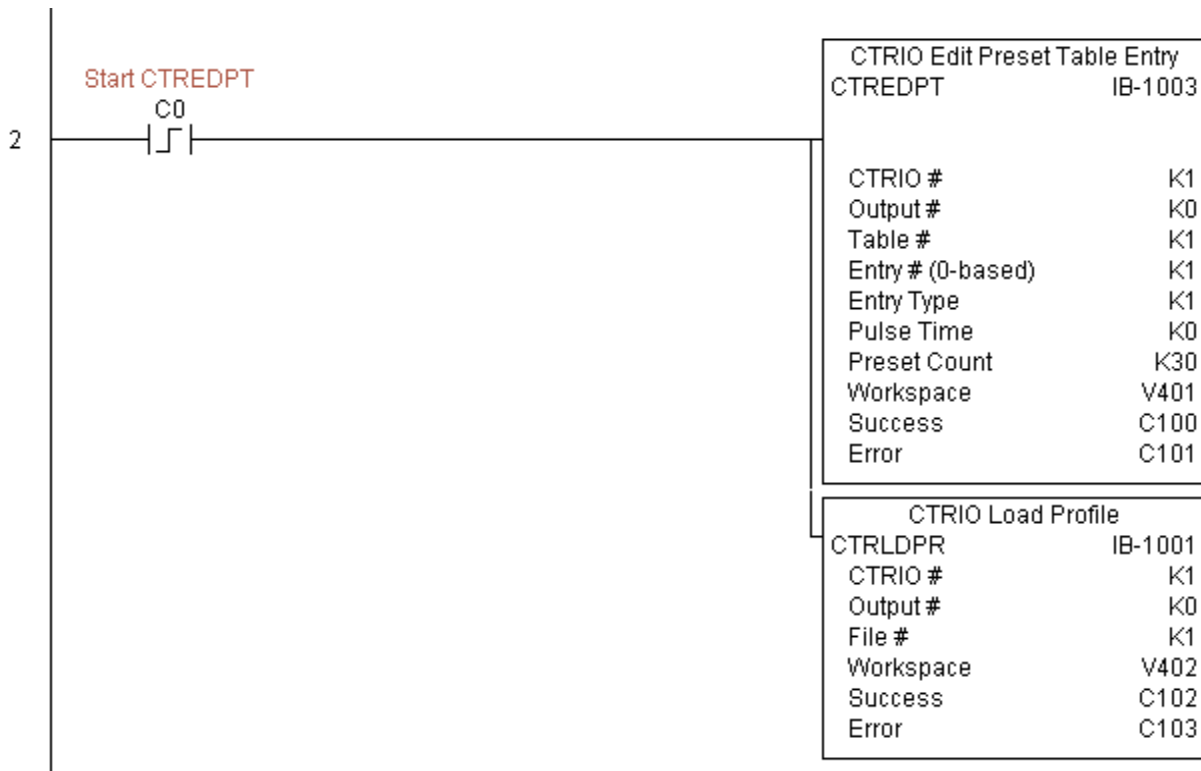 CTRIO Edit Preset Table Entry
Start CTREDPT
CTREDPT IB-1003
C0
2
CTRIO # K1
Output # K0
Table # K1
Entry # (0-based) K1
Entry Type K1
Pulse Time K0
Preset Count K30
Workspace V401
Success C100
Error C101
CTRIO Load Profile
CTRLDPR IB-1001
CTRIO # K1
Output # K0
File # K1
Workspace V402
Success C102
Error C103